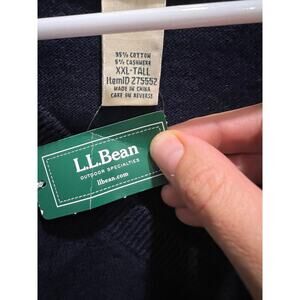 95% COTTON
5% CASHMERE
XXL-TALL
ItemID 275552
MADE IN CHINA
CARE ON REVERSE
L.L.Bean
OUTDOOR SPECIALTIES
llbean.com